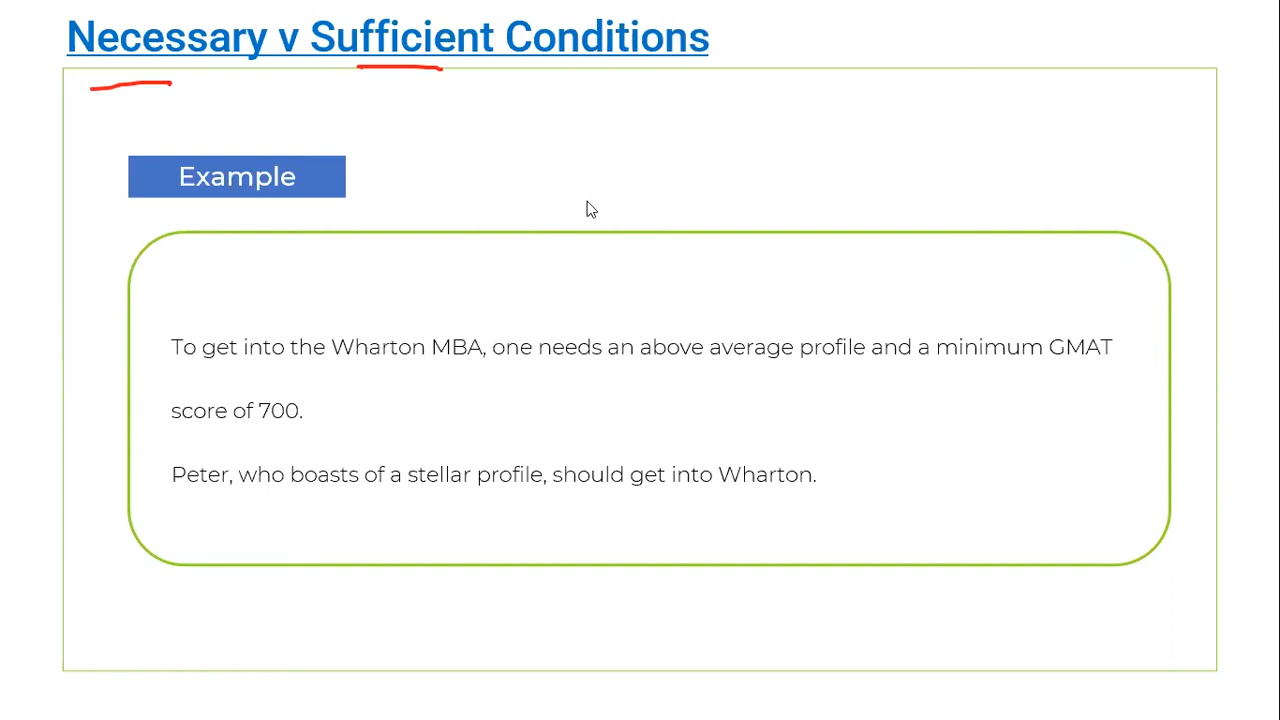 Necessary v Sufficient Conditions
Example
To get into the Wharton MBA, one needs an above average profile and a minimum GMAT
score of 700.
Peter, who boasts of a stellar profile, should get into Wharton.